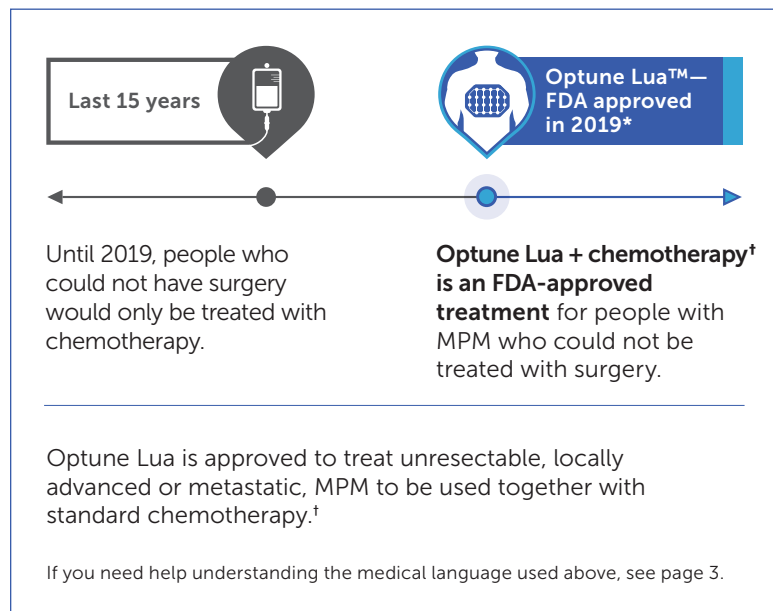 Last 15 years
Optune Lua™—
FDA approved
in 2019*
Until 2019, people who
could not have surgery
would only be treated with
chemotherapy.
Optune Lua + chemotherapy†
is an FDA-approved
treatment for people with
MPM who could not be
treated with surgery.
Optune Lua is approved to treat unresectable, locally
advanced or metastatic, MPM to be used together with
standard chemotherapy.†
If you need help understanding the medical language used above, see page 3.